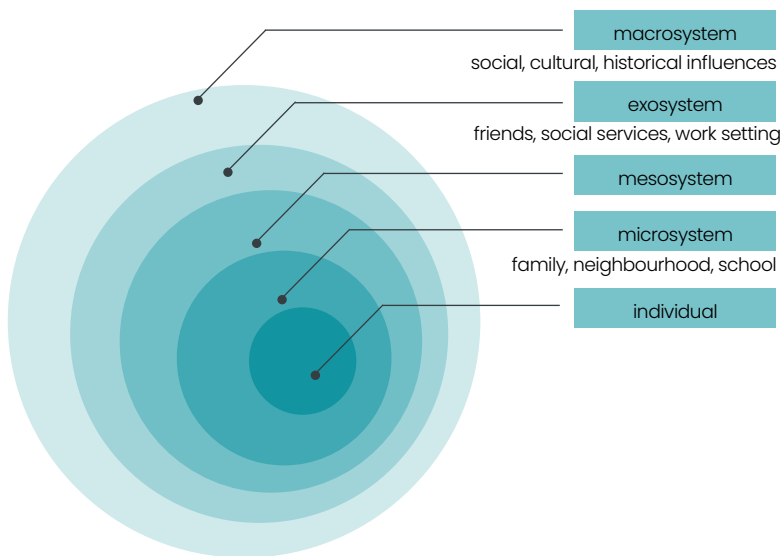 macrosystem
social, cultural, historical influences
exosystem
friends, social services, work setting
mesosystem
microsystem
family, neighbourhood, school
individual